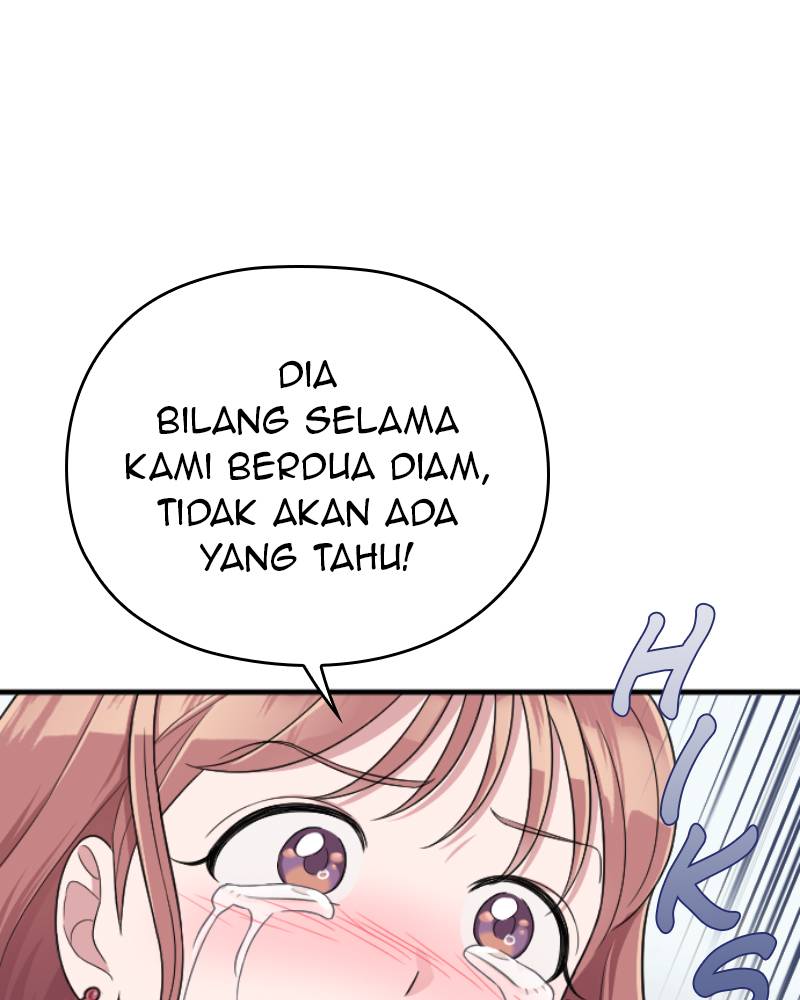 DIA
BILANG SELAMA
KAMI BERDUA DIAM,
TIDAK AKAN ADA
YANG TAHU!
HIKS